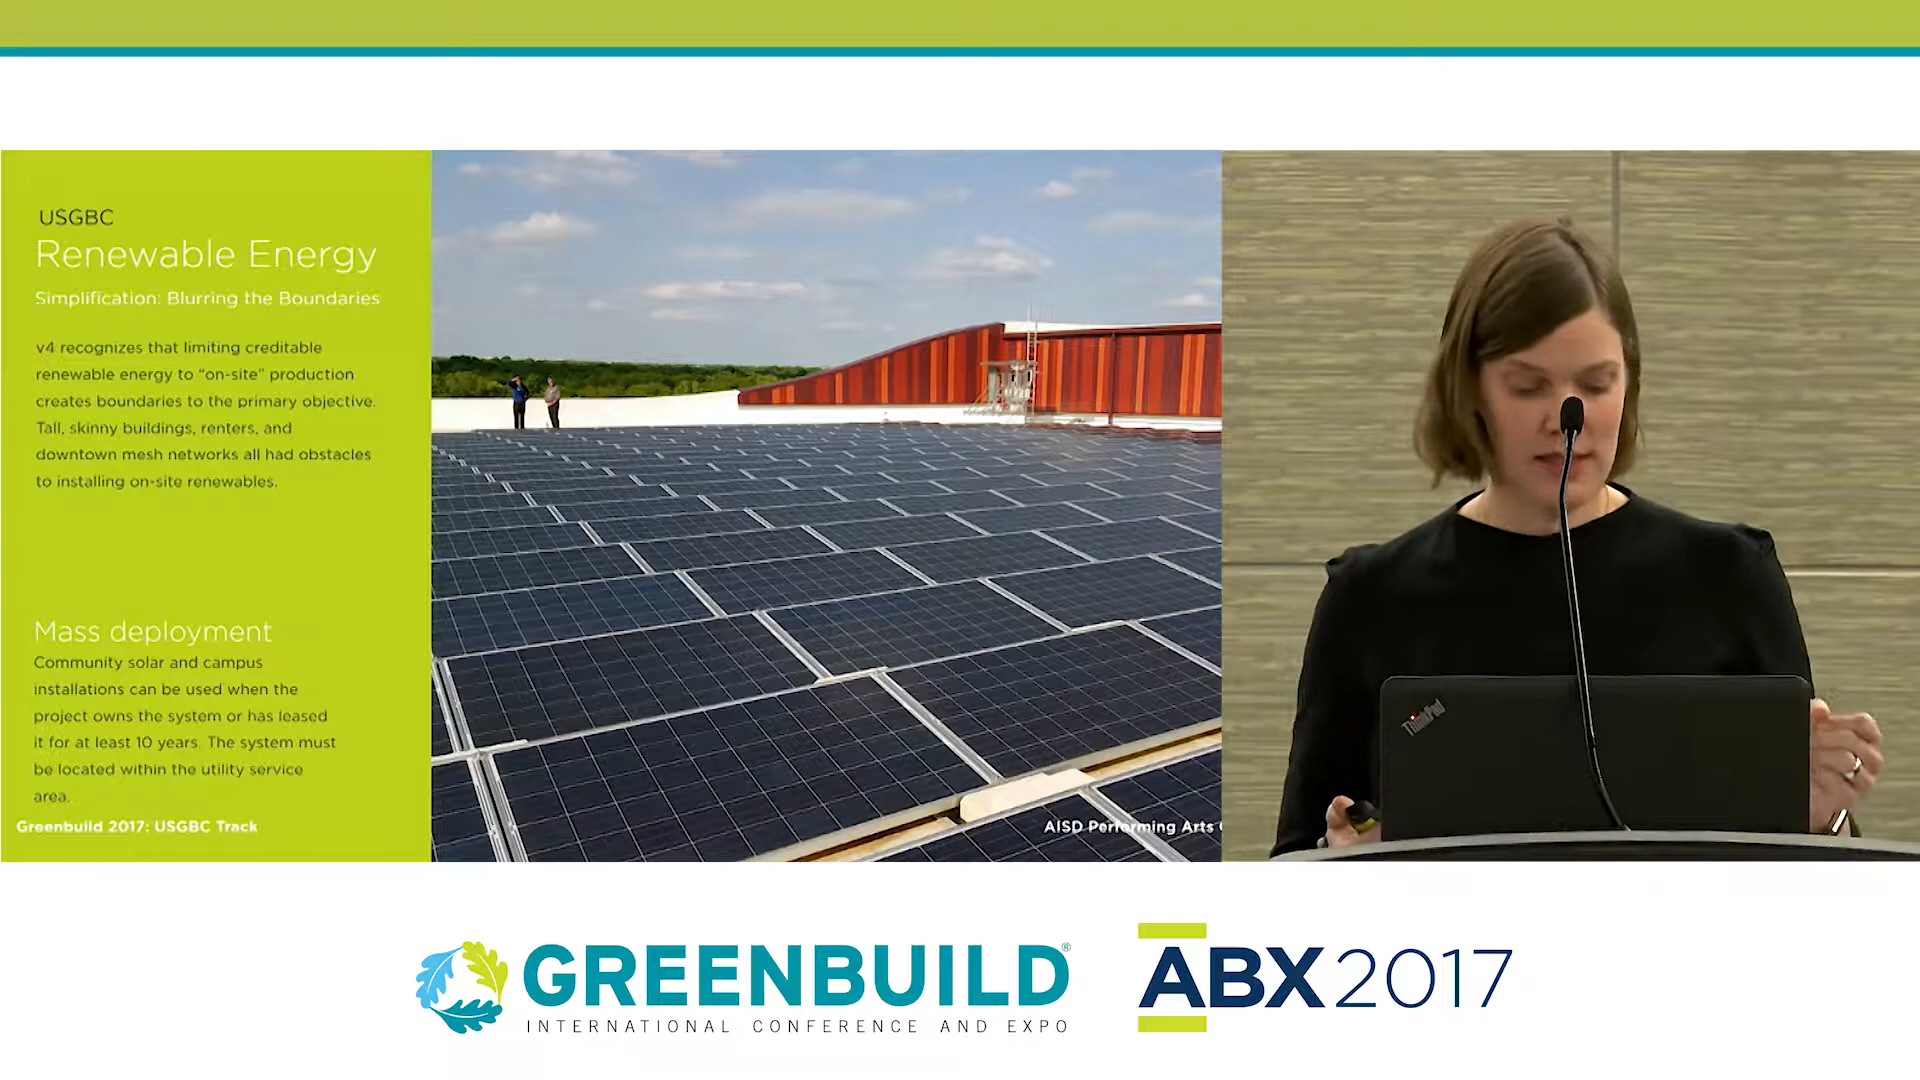 USGBC
Renewable Energy
Simplification: Blurring the Boundaries
v4 recognizes that limiting creditable
renewable energy to “on-site” production
creates boundaries to the primary objective.
Tall, skinny buildings, renters, and
downtown mesh networks all had obstacles
to installing on-site renewables.
Mass deployment
Community solar and campus
installations can be used when the
project owns the system or has leased
it for at least 10 years. The system must
be located within the utility service
area.
Greenbuild 2017: USGBC Track
AISD Performing Arts
ThinkPad
GREENBUILD®
INTERNATIONAL CONFERENCE AND EXPO
ABX2017